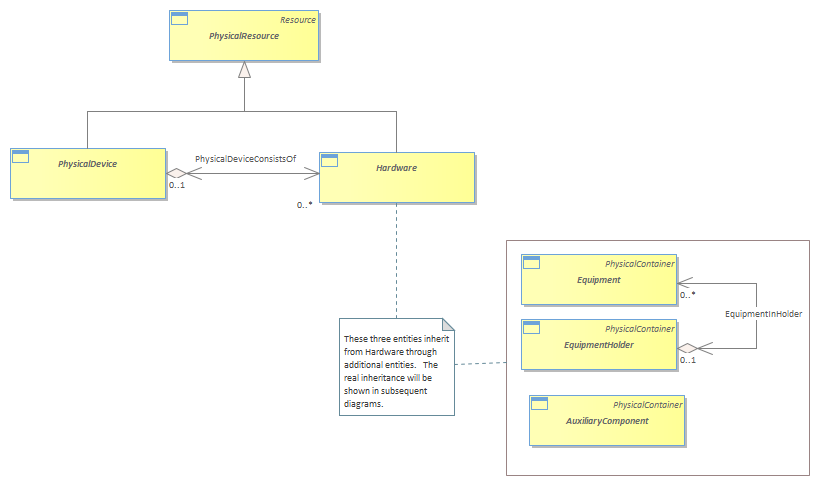 Resource
PhysicalResource
PhysicalDevice
PhysicalDeviceConsistsOf
Hardware
0..1
0..*
PhysicalContainer
Equipment
0..*
EquipmentInHolder
PhysicalContainer
EquipmentHolder
0..1
These three entities inherit
from Hardware through
additional entities.   The
real inheritance will be
shown in subsequent
diagrams.
PhysicalContainer
AuxiliaryComponent